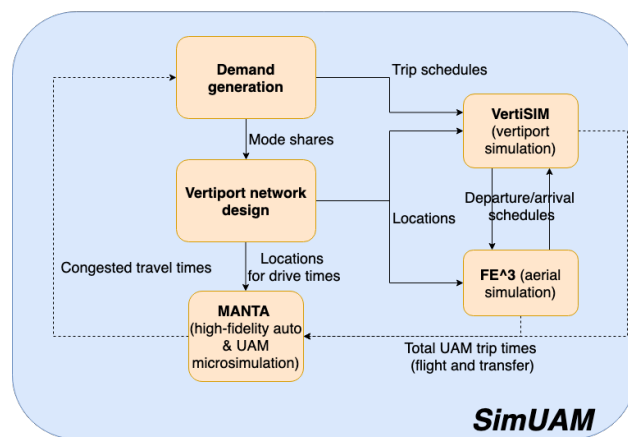 Demand
generation
Trip schedules
VertiSIM
(vertiport
simulation)
Mode shares
Vertiport network
design
Departure/arrival
schedules
Locations
Congested travel times
Locations
for drive times
FE^3 (aerial
simulation)
MANTA
(high-fidelity auto
& UAM
microsimulation)
Total UAM trip times
(flight and transfer)
SimUAM